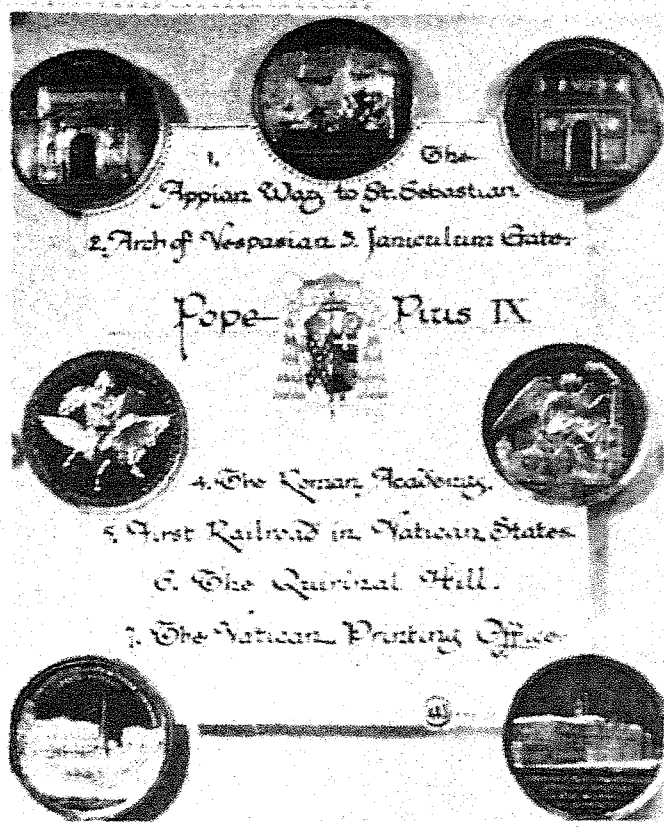 1. The
Appian Way to St. Sebastian
2. Arch of Vespasian 3. Janiculum Gate.
Pope Pius IX
4. The Roman Academy.
5. First Railroad in Vatican States
6. The Quirinal Hill.
7. The Vatican Printing Office